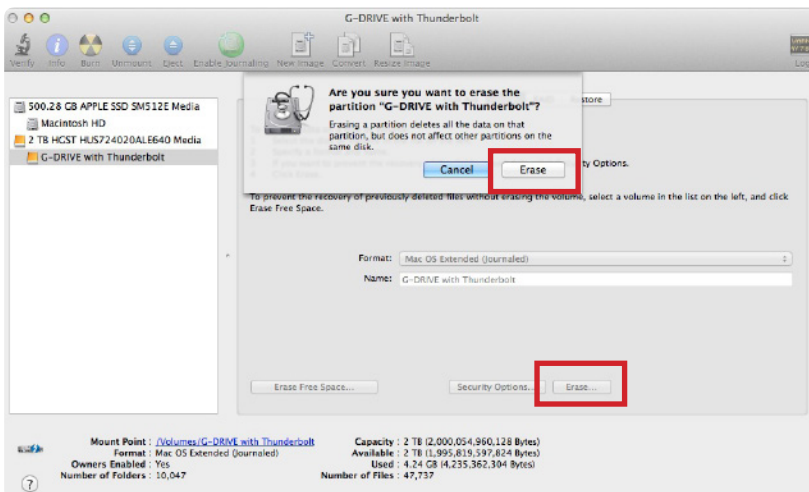 G-DRIVE with Thunderbolt
Verify Info Burn Unmount Eject Enable Journaling New Image Convert Resize Image Log
Are you sure you want to erase the
partition "G-DRIVE with Thunderbolt"?
Erasing a partition deletes all the data on that
partition, but does not affect other partitions on the
same disk.
Cancel Erase
store
ty Options.
500.28 GB APPLE SSD SM512E Media
Macintosh HD
2 TB HGST HUS724020ALE640 Media
G-DRIVE with Thunderbolt
To prevent the recovery of previously deleted files without erasing the volume, select a volume in the list on the left, and click
Erase Free Space.
Format: Mac OS Extended (Journaled)
Name: G-DRIVE with Thunderbolt
Erase Free Space... Security Options... Erase...
Mount Point : /Volumes/G-DRIVE with Thunderbolt
Format : Mac OS Extended (Journaled)
Owners Enabled : Yes
Number of Folders : 10,047
Capacity : 2 TB (2,000,054,960,128 Bytes)
Available : 2 TB (1,995,819,597,824 Bytes)
Used : 4.24 GB (4,235,362,304 Bytes)
Number of Files : 47,737
?